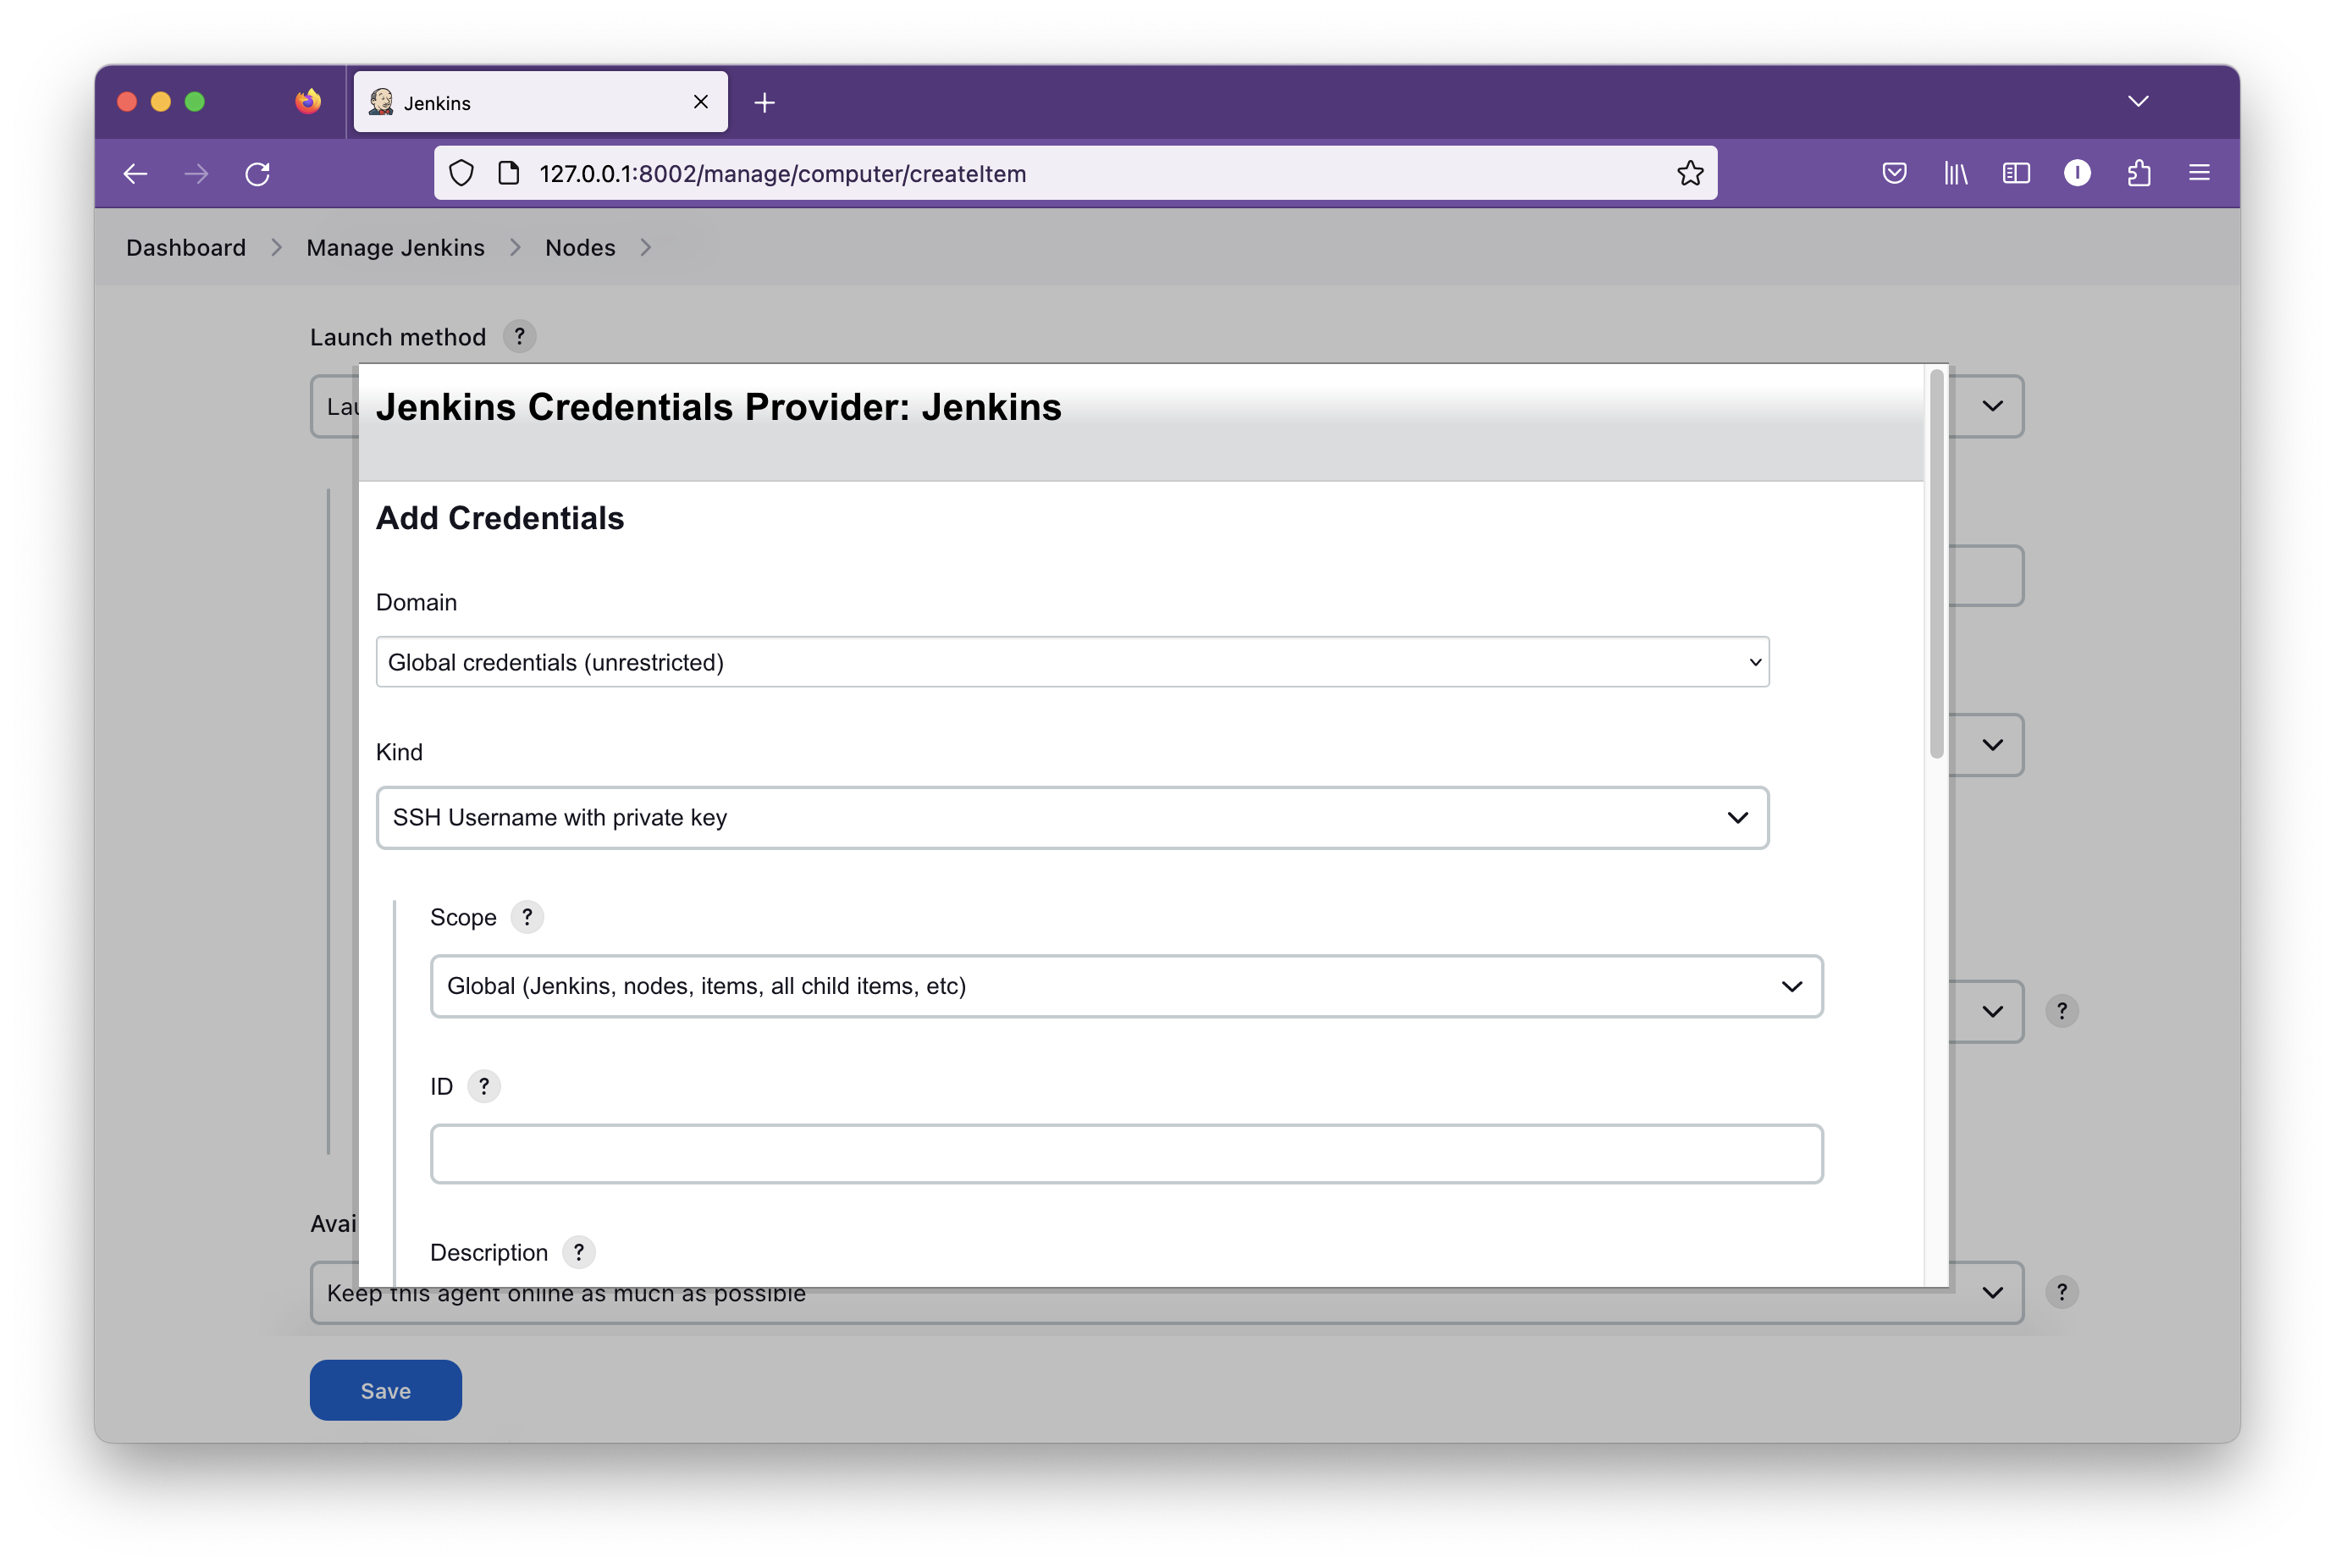 Jenkins
127.0.0.1:8002/manage/computer/createItem
Dashboard
Manage Jenkins
Nodes
Launch method ?
Lau
Jenkins Credentials Provider: Jenkins
Add Credentials
Domain
Global credentials (unrestricted)
Kind
SSH Username with private key
Scope ?
Global (Jenkins, nodes, items, all child items, etc)
?
ID ?
Avai
Description ?
Keep this agent online as much as possible
?
Save